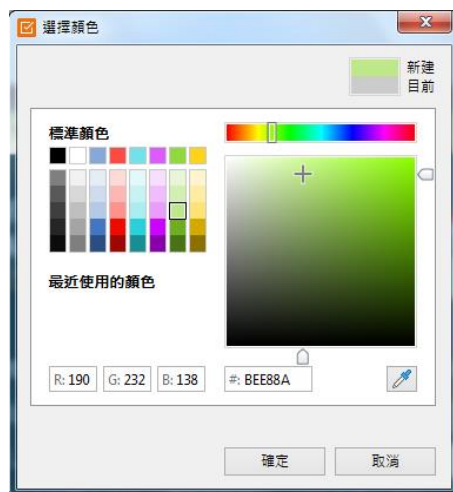 選擇顏色
新建
目前
標準顏色
最近使用的顏色
R: 190 G: 232 B: 138 #: BEE88A
確定 取消